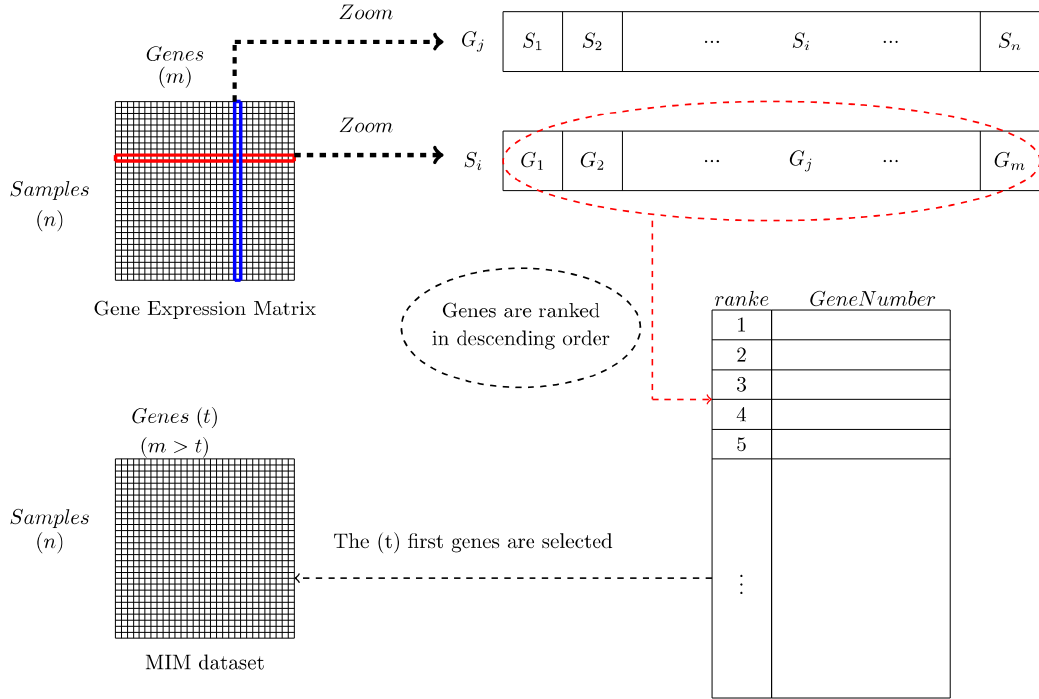 Zoom
G_j S_1 S_2 ... S_i ... S_n
Genes
(m)
Zoom
S_i G_1 G_2 ... G_j ... G_m
Samples
(n)
Gene Expression Matrix
Genes are ranked
in descending order
ranke GeneNumber
1
2
3
4
5
⋮
Genes (t)
(m > t)
Samples
(n)
The (t) first genes are selected
MIM dataset